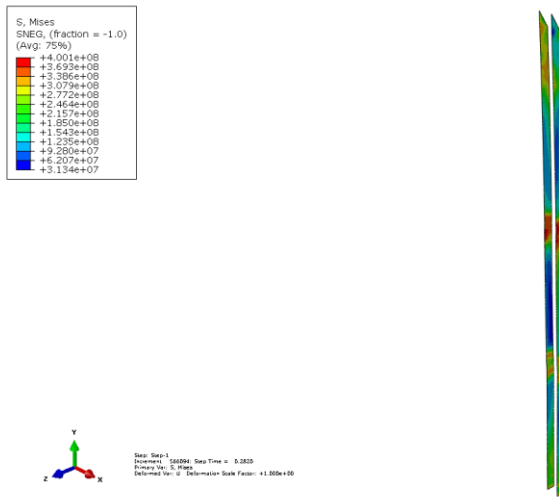 S, Mises
SNEG, (fraction = -1.0)
(Avg: 75%)
+4.001e+08
+3.693e+08
+3.386e+08
+3.079e+08
+2.772e+08
+2.464e+08
+2.157e+08
+1.850e+08
+1.543e+08
+1.235e+08
+9.280e+07
+6.207e+07
+3.134e+07
Y
Z
X
Step: Step-1
Increment 566094: Step Time = 0.2820
Primary Var: S, Mises
Deformed Var: U Deformation Scale Factor: +1.000e+00